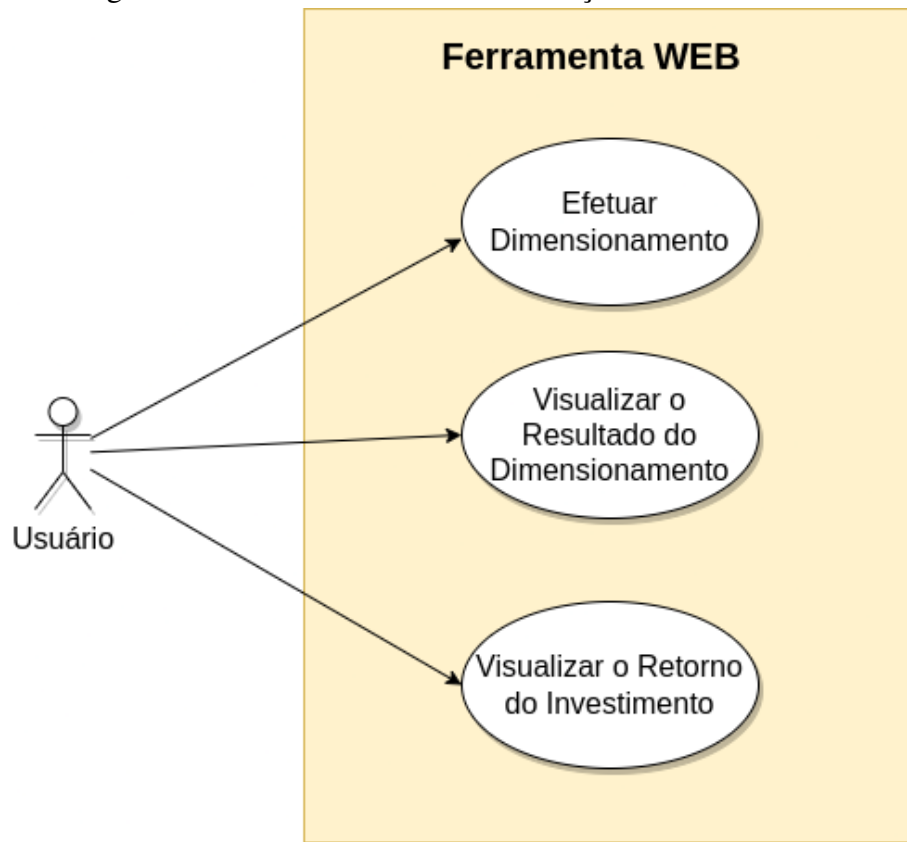 Ferramenta WEB
Efetuar
Dimensionamento
Visualizar o
Resultado do
Dimensionamento
Usuário
Visualizar o Retorno
do Investimento